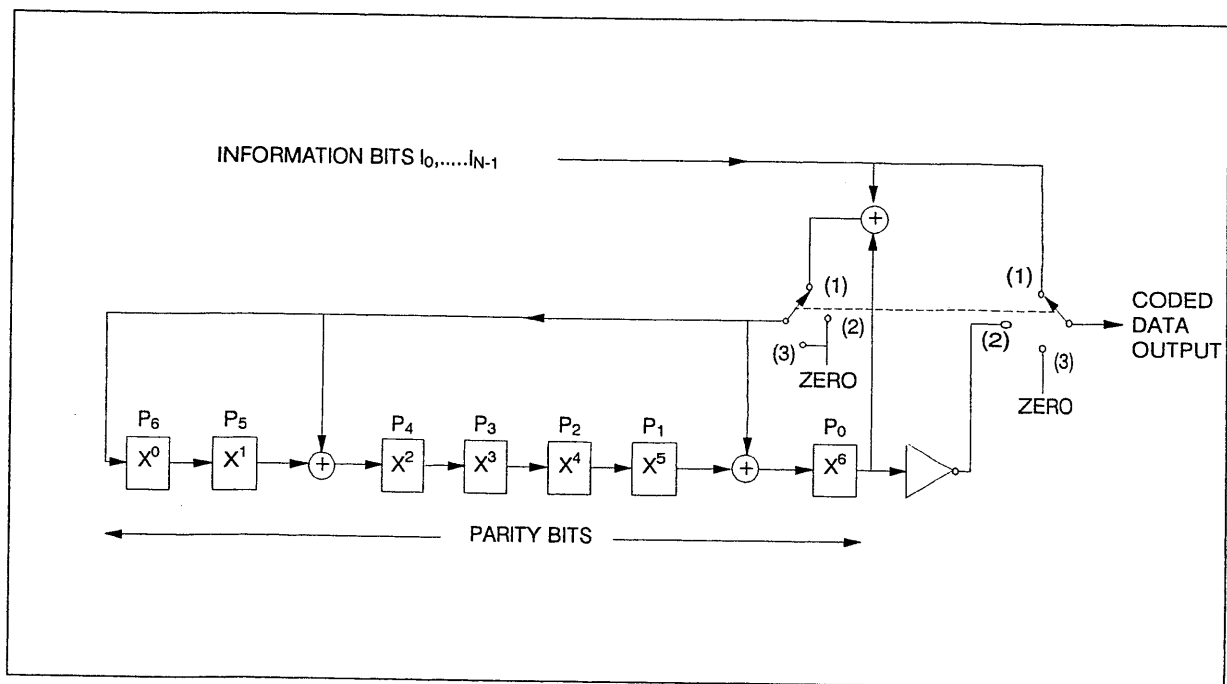 INFORMATION BITS I₀,.....I_N-1
+
(1)
(1)
CODED
DATA
OUTPUT
(2)
(2)
(3)
(3)
ZERO
ZERO
P₆ P₅ P₄ P₃ P₂ P₁ P₀
X⁰ X¹ + X² X³ X⁴ X⁵ + X⁶
PARITY BITS